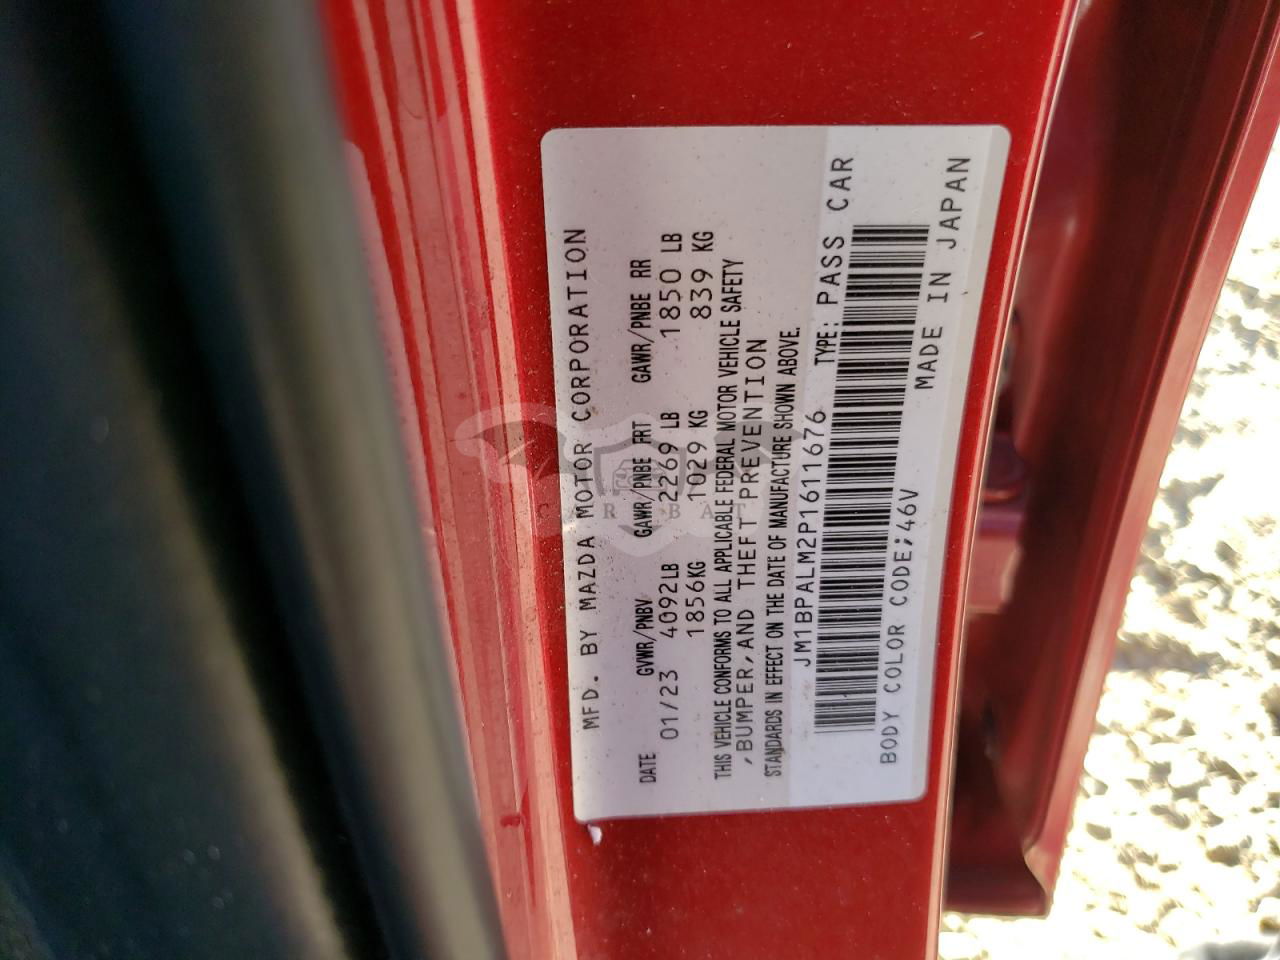 MFD. BY MAZDA MOTOR CORPORATION
DATE GVWR/PNBV GAWR/PNBE FRT GAWR/PNBE RR
01/23 4092LB 2269 LB 1850 LB
1856KG 1029 KG 839 KG
THIS VEHICLE CONFORMS TO ALL APPLICABLE FEDERAL MOTOR VEHICLE SAFETY
,BUMPER,AND THEFT PREVENTION
STANDARDS IN EFFECT ON THE DATE OF MANUFACTURE SHOWN ABOVE.
JM1BPALM2P1611676 TYPE: PASS CAR
BODY COLOR CODE;46V MADE IN JAPAN